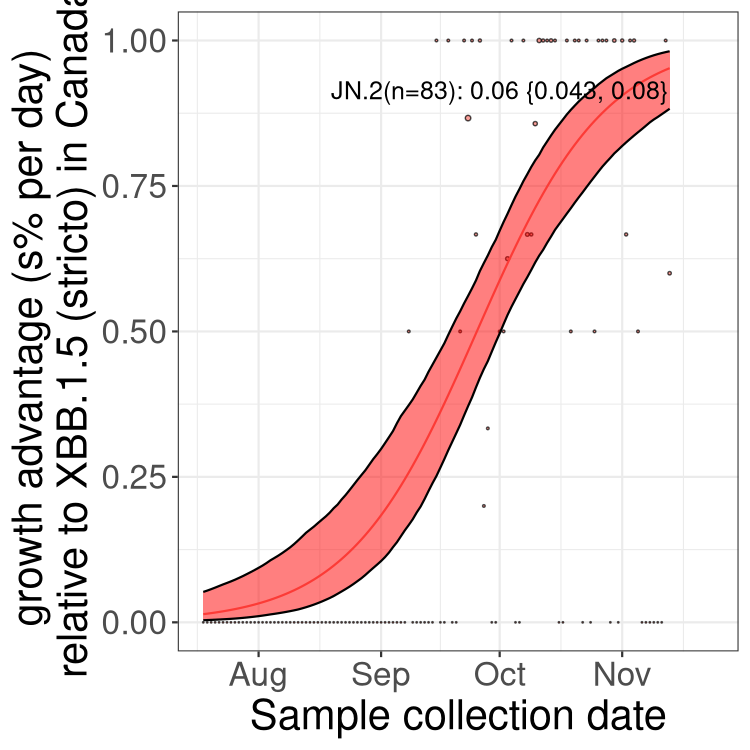 growth advantage (s% per day)
relative to XBB.1.5 (stricto) in Canada
1.00
0.75
0.50
0.25
0.00
JN.2(n=83): 0.06 {0.043, 0.08}
Aug Sep Oct Nov
Sample collection date